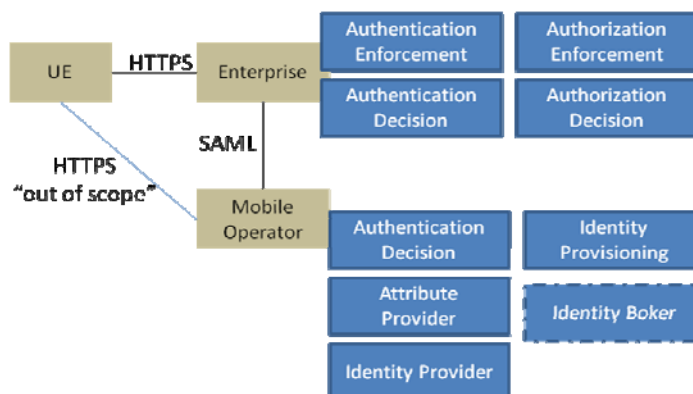 UE
HTTPS
Enterprise
Authentication
Enforcement
Authorization
Enforcement
Authentication
Decision
Authorization
Decision
SAML
HTTPS
“out of scope”
Mobile
Operator
Authentication
Decision
Identity
Provisioning
Attribute
Provider
Identity Boker
Identity Provider